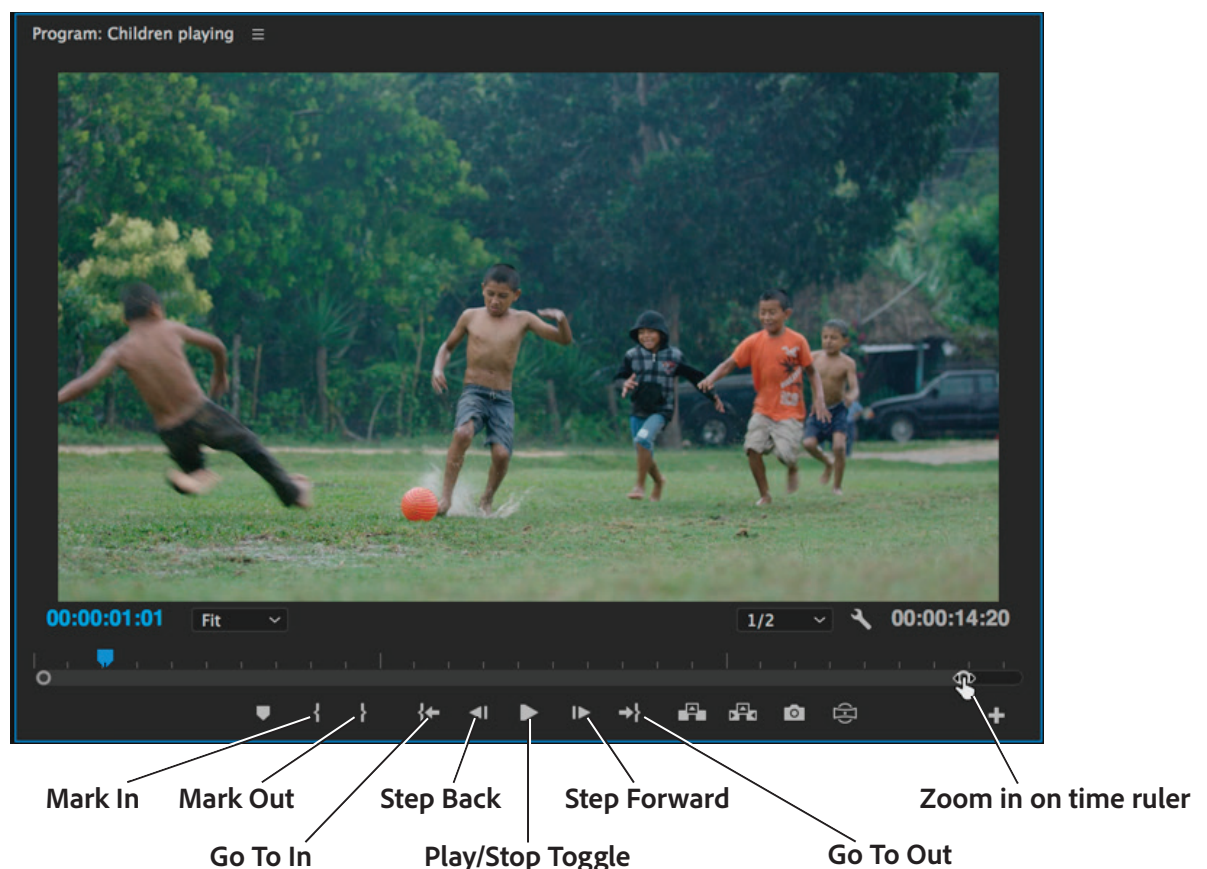 Program: Children playing
00:00:01:01 Fit 1/2 00:00:14:20
Mark In Mark Out Step Back Step Forward Zoom in on time ruler
Go To In Play/Stop Toggle Go To Out